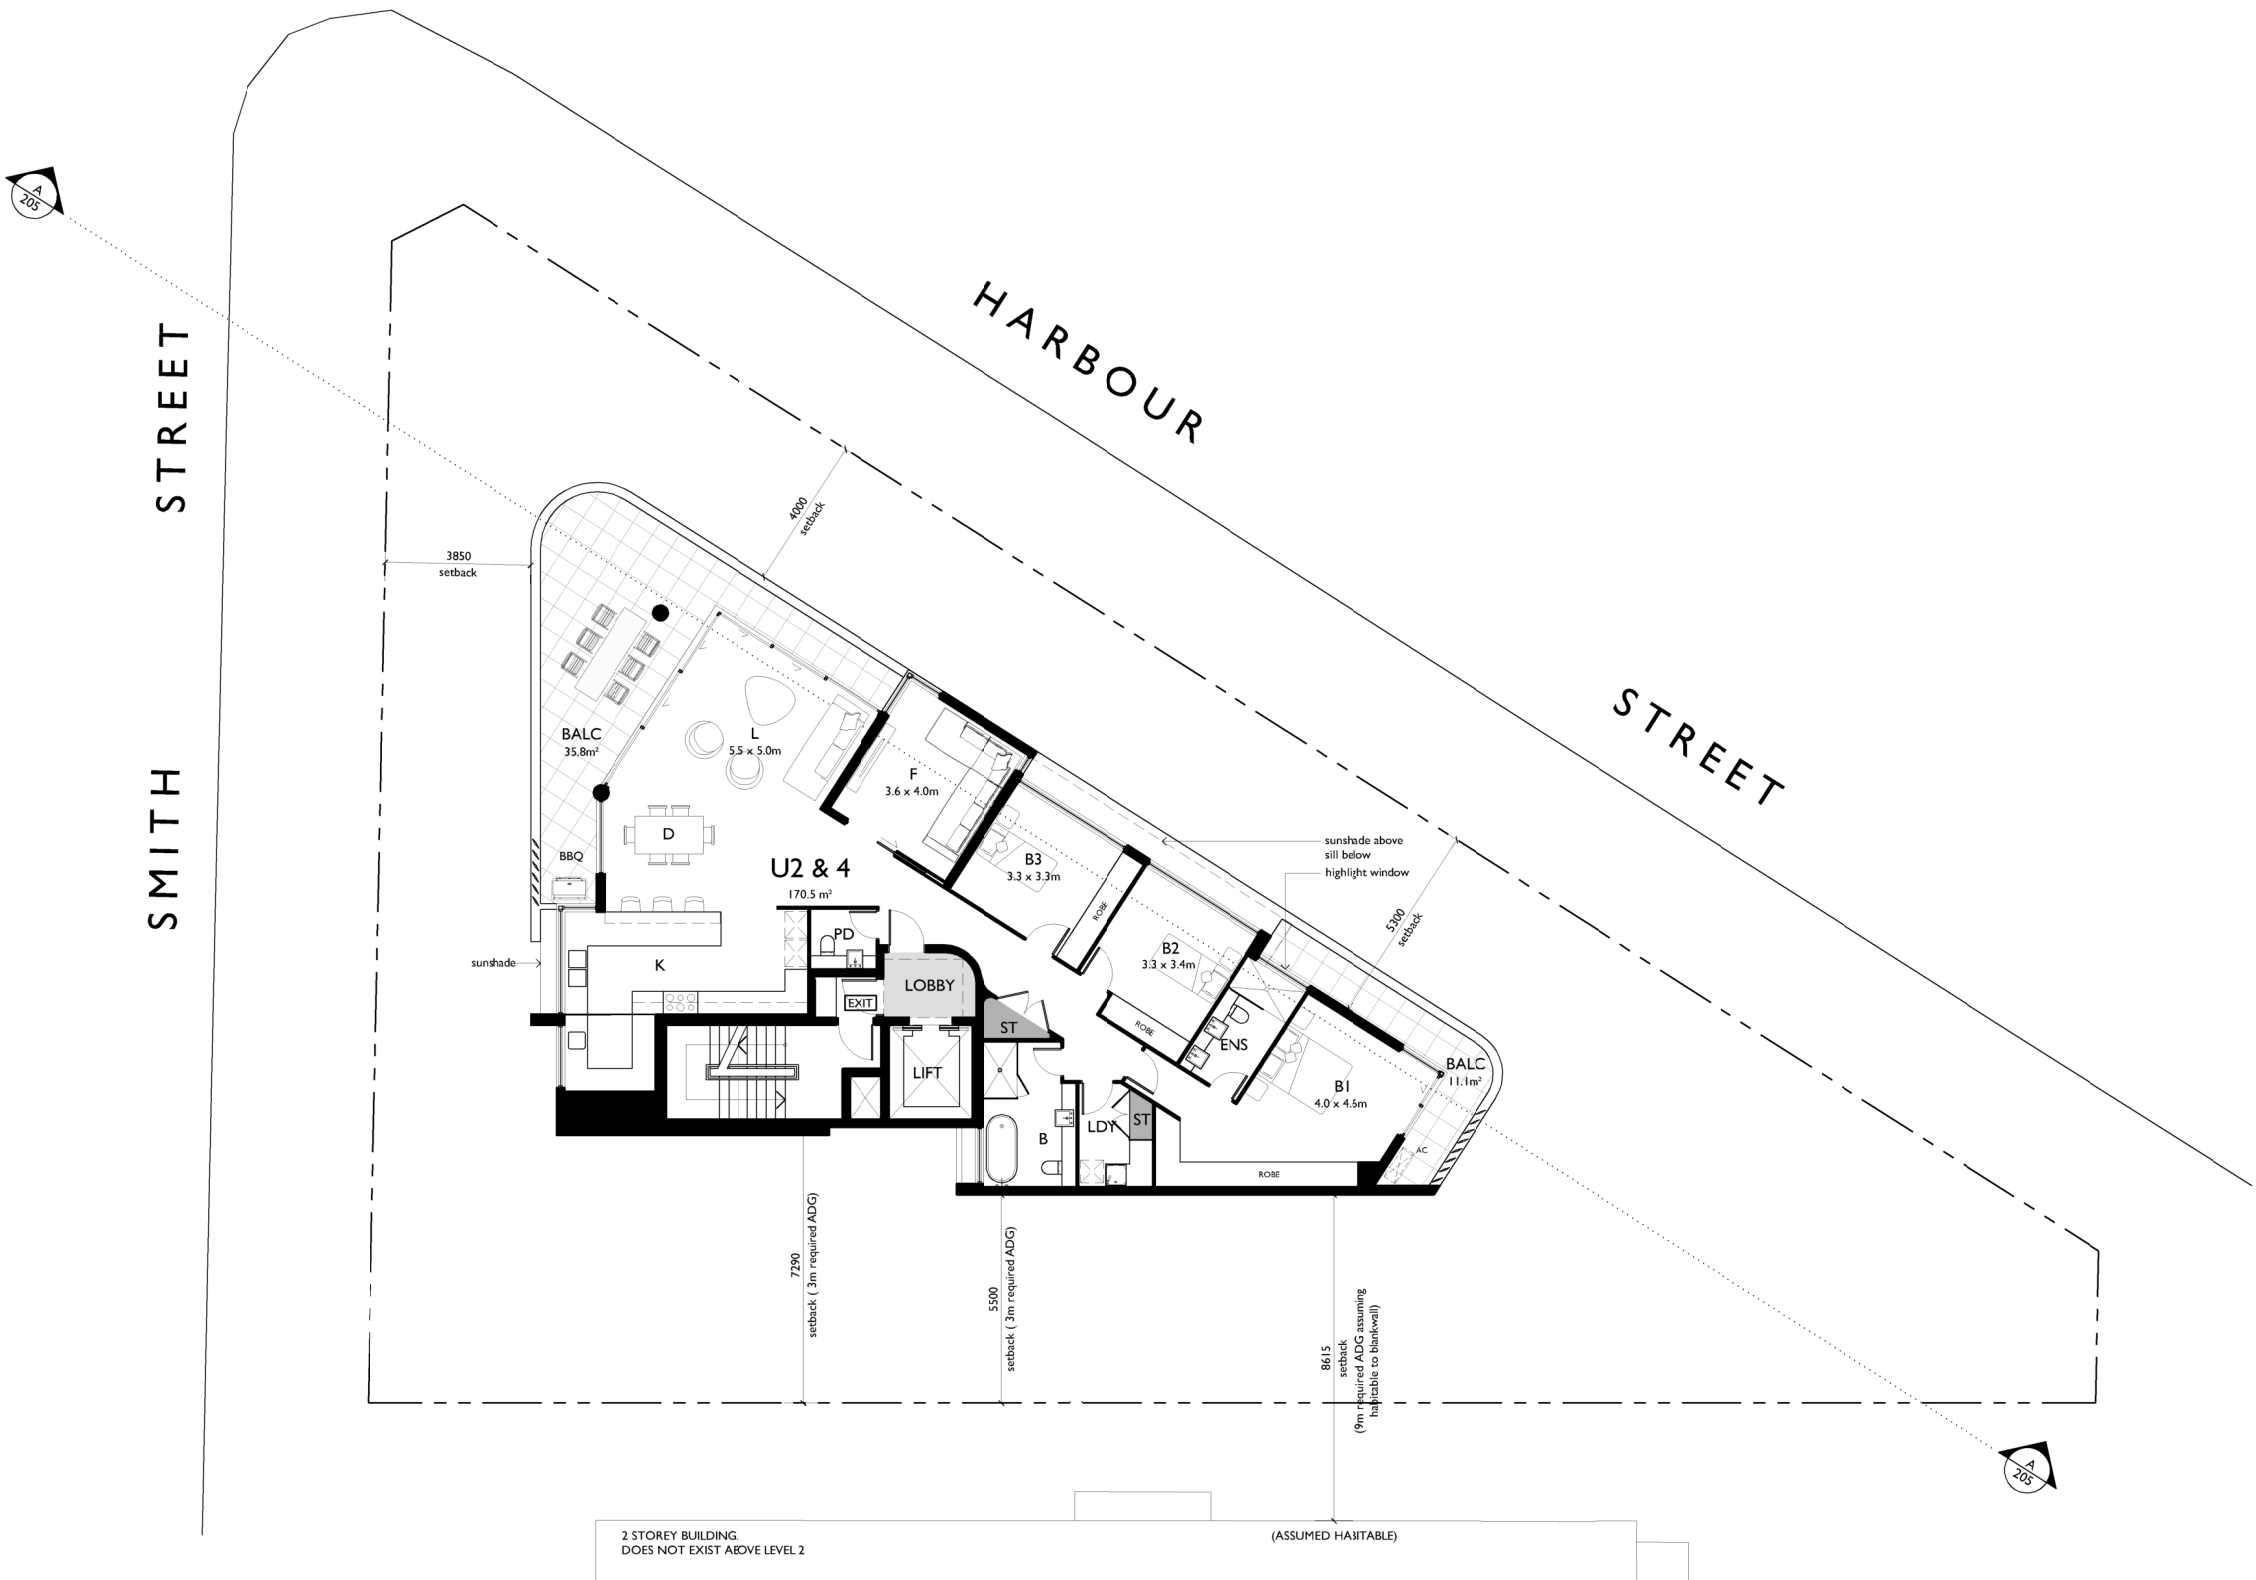 A
205
SMITH STREET
HARBOUR STREET
4000
setback
3850
setback
BALC
35.8m²
L
5.5 x 5.0m
F
3.6 x 4.0m
D
BBQ
U2 & 4
170.5 m²
B3
3.3 x 3.3m
ROBE
sunshade above
sill below
highlight window
5300
setback
PD
K
sunshade
LOBBY
EXIT
B2
3.3 x 3.4m
ROBE
ST
ENS
LIFT
B1
4.0 x 4.6m
BALC
11.1m²
B
LDY
ST
AC
ROBE
7290
setback ( 3m required ADG)
5500
setback ( 3m required ADG)
8615
setback
(9m required ADG assuming
habitable to blankwall)
A
205
2 STOREY BUILDING.
DOES NOT EXIST ABOVE LEVEL 2
(ASSUMED HABITABLE)